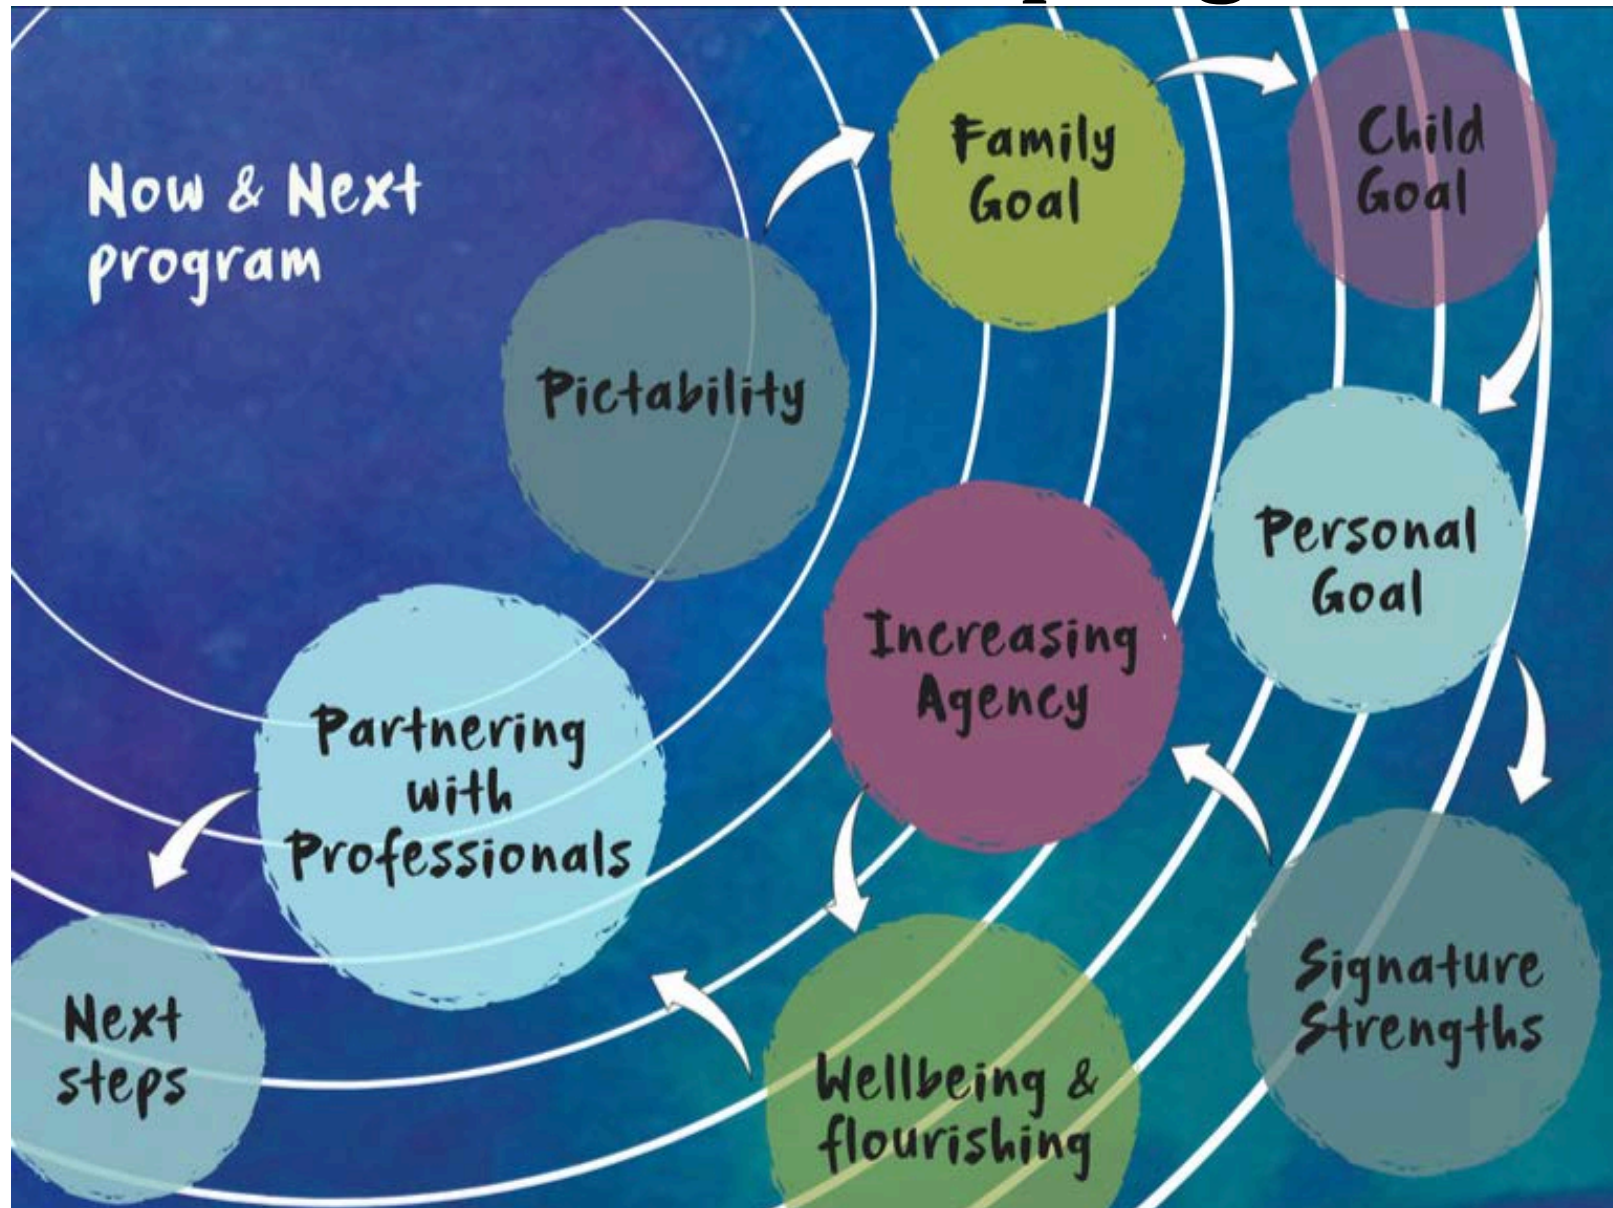 Now & Next
program
Pictability
Family
Goal
Child
Goal
Personal
Goal
Signature
Strengths
Increasing
Agency
Wellbeing &
flourishing
Partnering
with
Professionals
Next
steps